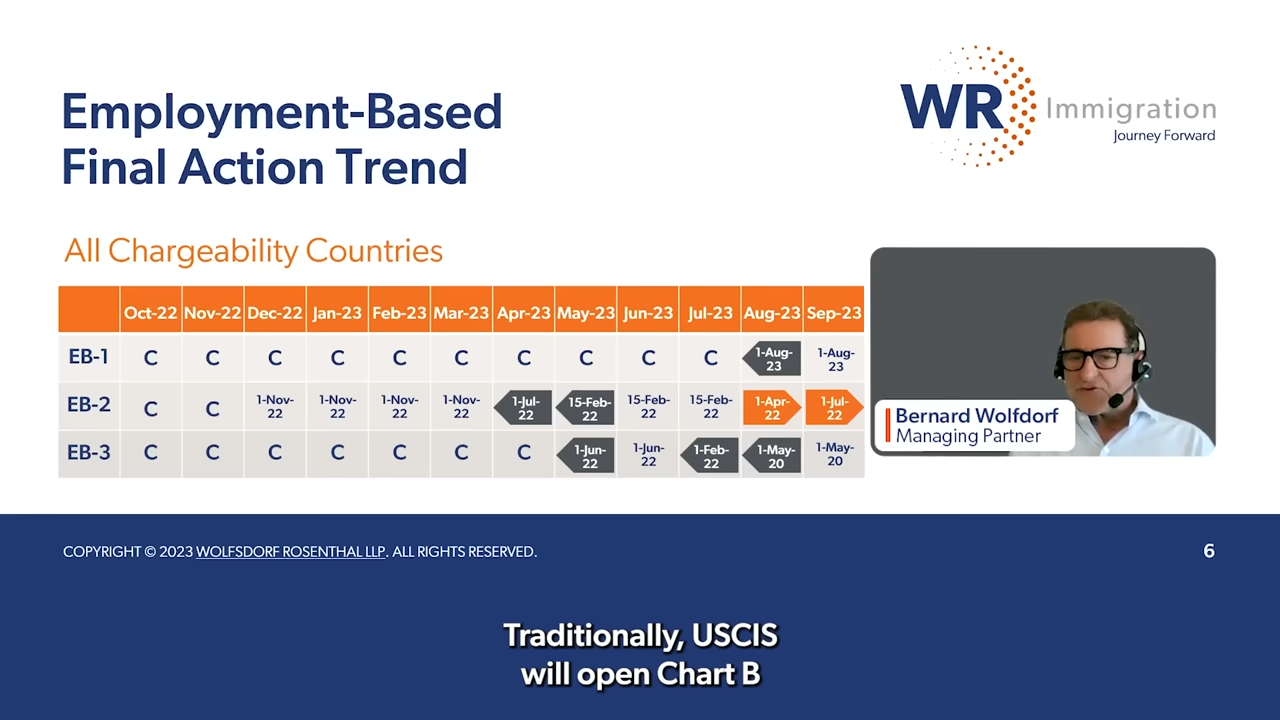 Employment-Based
Final Action Trend
WR Immigration
Journey Forward
All Chargeability Countries
Oct-22 Nov-22 Dec-22 Jan-23 Feb-23 Mar-23 Apr-23 May-23 Jun-23 Jul-23 Aug-23 Sep-23
EB-1 C C C C C C C C C C 1-Aug-23 1-Aug-23
EB-2 C C 1-Nov-22 1-Nov-22 1-Nov-22 1-Nov-22 1-Jul-22 15-Feb-22 15-Feb-22 15-Feb-22 1-Apr-22 1-Jul-22
EB-3 C C C C C C C 1-Jun-22 1-Jun-22 1-Feb-22 1-May-20 1-May-20
Bernard Wolfdorf
Managing Partner
COPYRIGHT © 2023 WOLFSDORF ROSENTHAL LLP. ALL RIGHTS RESERVED.
6
Traditionally, USCIS
will open Chart B